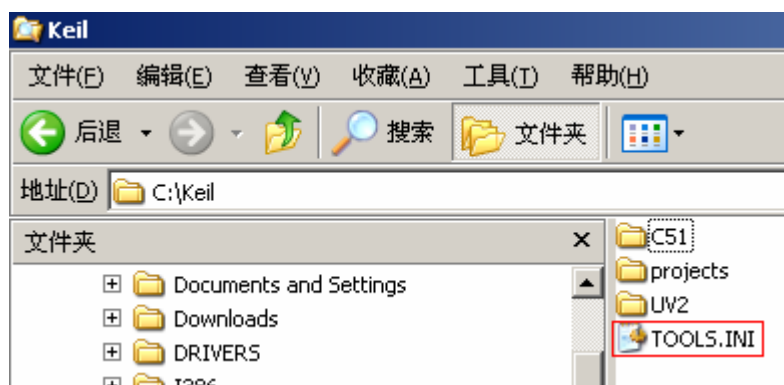 Keil
文件(F) 编辑(E) 查看(V) 收藏(A) 工具(T) 帮助(H)
后退 搜索 文件夹
地址(D) C:\Keil
文件夹
Documents and Settings
Downloads
DRIVERS
I386
C51
projects
UV2
TOOLS.INI